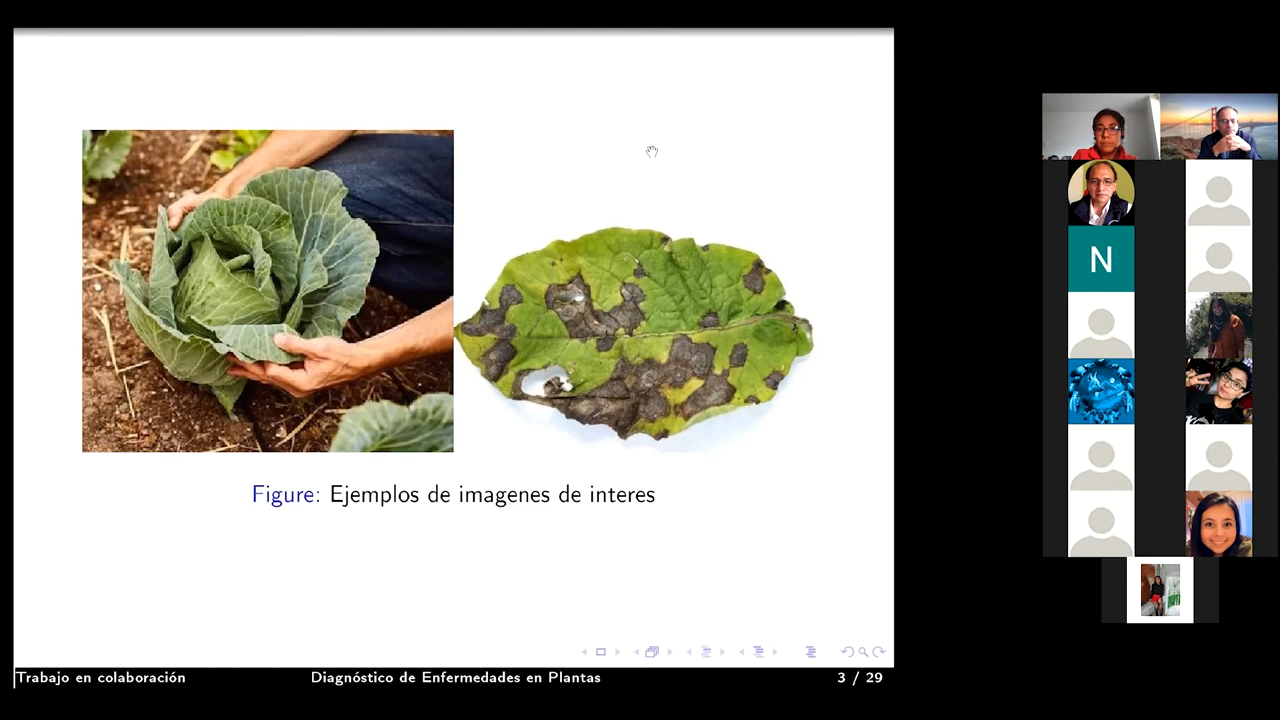 Figure: Ejemplos de imagenes de interes
Trabajo en colaboración
Diagnóstico de Enfermedades en Plantas
3 / 29
N